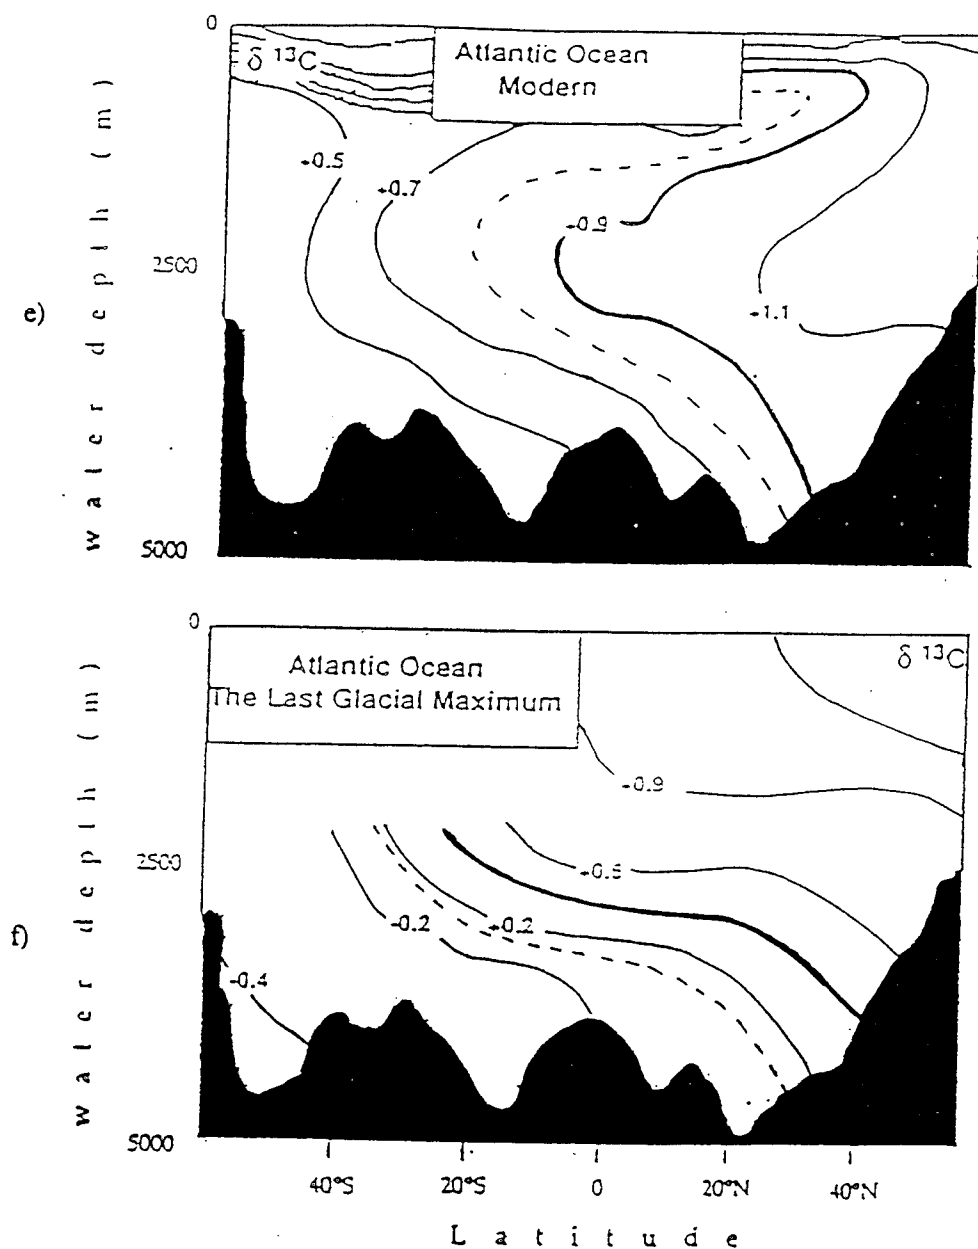 0
δ 13C
Atlantic Ocean
Modern
+0.5
+0.7
+0.9
2500
+1.1
e)
water depth (m)
5000
0
Atlantic Ocean
The Last Glacial Maximum
δ 13C
+0.9
2500
-0.2
+0.2
f)
-0.4
water depth (m)
5000
40°S 20°S 0 20°N 40°N
Latitude